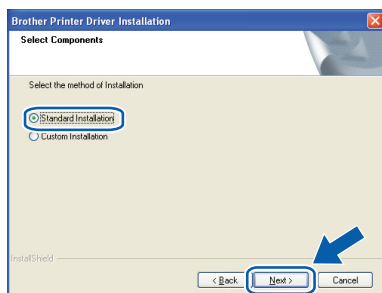 Brother Printer Driver Installation
Select Components
Select the method of Installation
Standard Installation
Custom Installation
InstallShield
< Back
Next >
Cancel